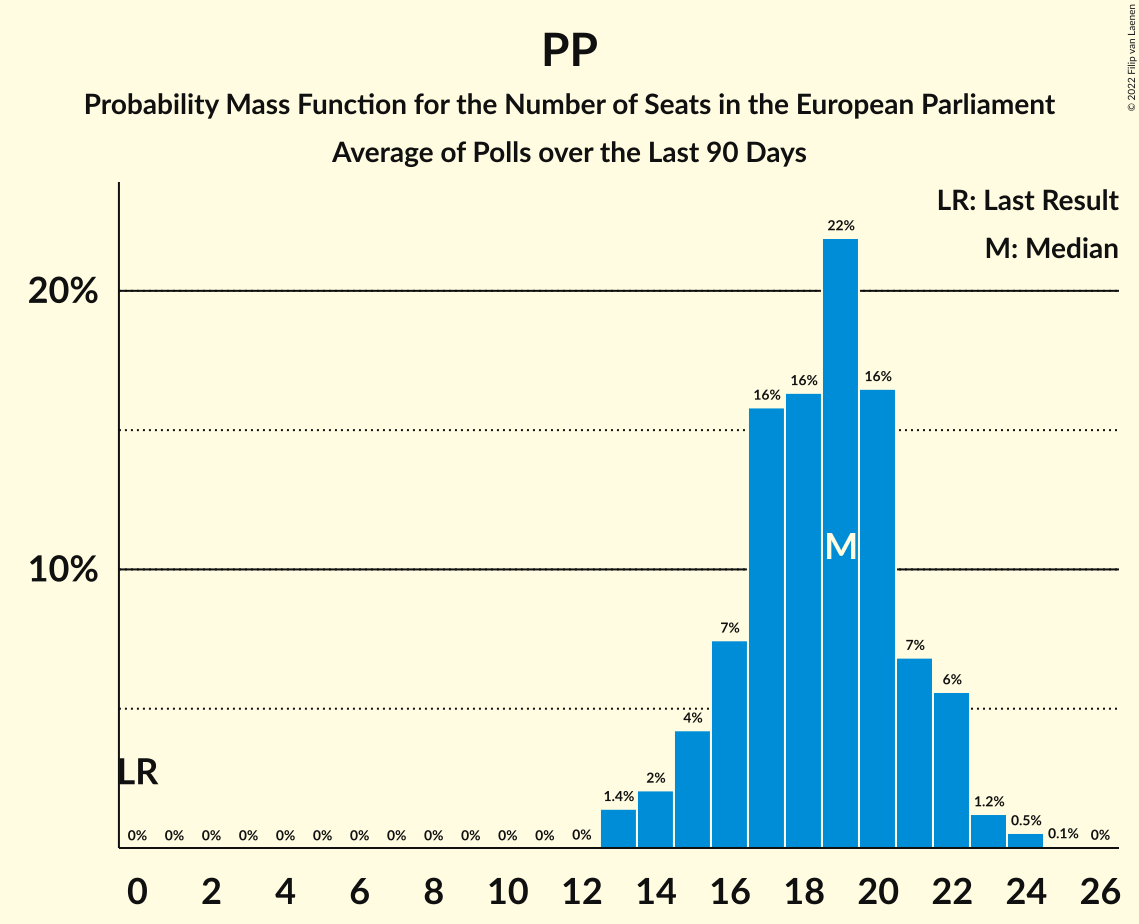 PP
Probability Mass Function for the Number of Seats in the European Parliament
Average of Polls over the Last 90 Days
© 2022 Filip van Laenen
LR: Last Result
M: Median
22%
20%
16%
16%
16%
M
10%
7%
7%
6%
4%
LR
2%
1.4%
1.2%
0.5%
0% 0% 0% 0% 0% 0% 0% 0% 0% 0% 0% 0% 0% 0.1% 0%
0 2 4 6 8 10 12 14 16 18 20 22 24 26